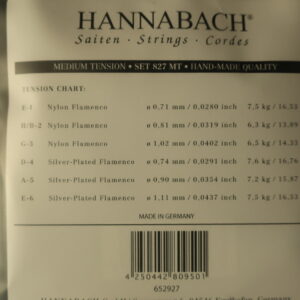 HANNABACH®
Saiten • Strings • Cordes
MEDIUM TENSION • SET 827 MT • HAND-MADE QUALITY
TENSION CHART:
E-1 Nylon Flamenco ø 0,71 mm / 0,0280 inch 7,5 kg / 16,53
H/B-2 Nylon Flamenco ø 0,81 mm / 0,0319 inch 6,3 kg / 13,89
G-3 Nylon Flamenco ø 1,02 mm / 0,0402 inch 6,5 kg / 14,33
D-4 Silver-Plated Flamenco ø 0,74 mm / 0,0291 inch 7,6 kg / 16,76
A-5 Silver-Plated Flamenco ø 0,90 mm / 0,0354 inch 7,2 kg / 15,87
E-6 Silver-Plated Flamenco ø 1,11 mm / 0,0437 inch 7,5 kg / 16,53
MADE IN GERMANY
4 250442 809501
652927